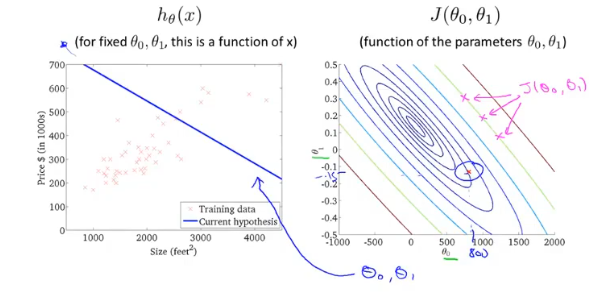 hθ(x)
(for fixed θ0, θ1, this is a function of x)
700
600
500
400
300
200
100
0
1000
2000
3000
4000
Price $ (in 1000s)
Size (feet²)
Training data
Current hypothesis
J(θ0, θ1)
(function of the parameters θ0, θ1)
0.5
0.4
0.3
0.2
0.1
0
-0.1
-0.2
-0.3
-0.4
-0.5
-1000
-500
0
500
1000
1500
2000
θ1
θ0
J(θ0, θ1)
-.15
800
θ0, θ1